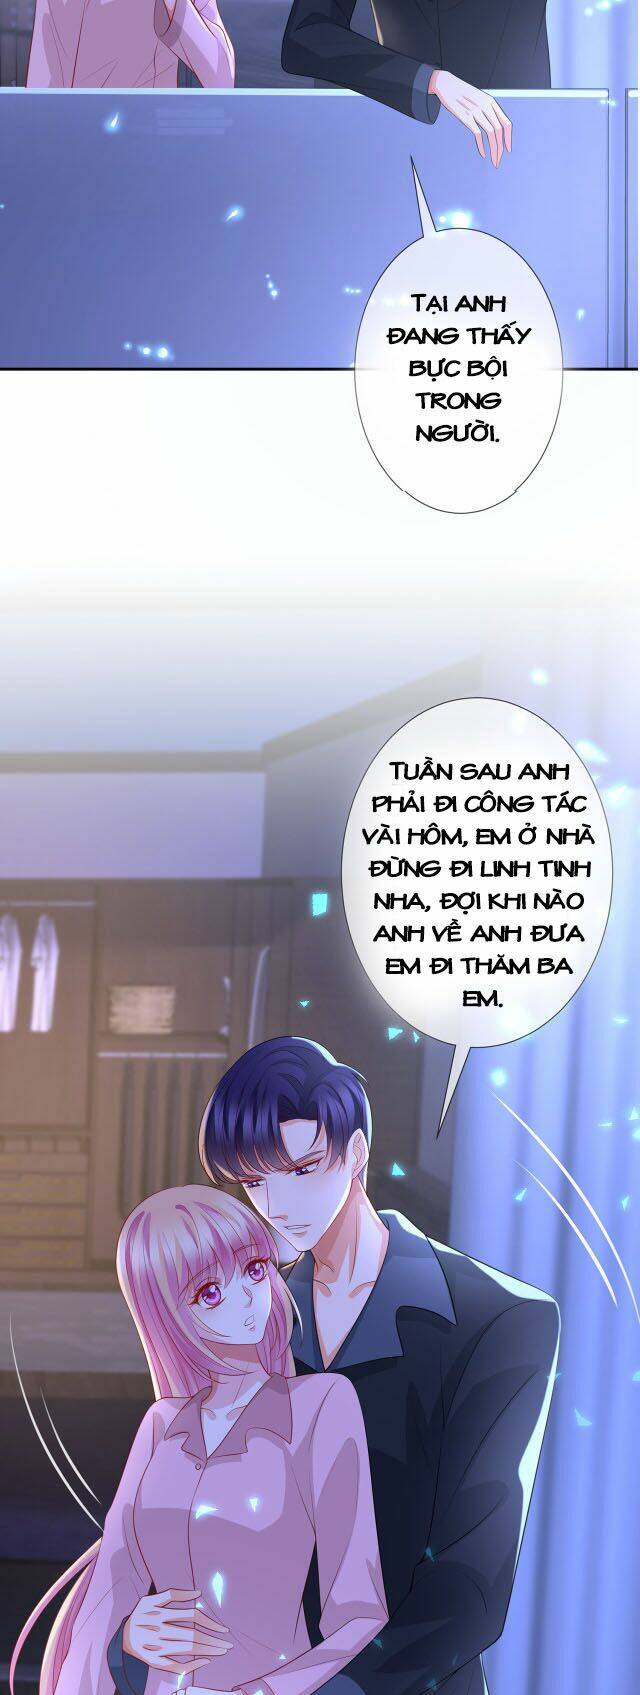 TẠI ANH
ĐANG THẤY
BỰC BỘI
TRONG
NGƯỜI.
TUẦN SAU ANH
PHẢI ĐI CÔNG TÁC
VÀI HÔM, EM Ở NHÀ
ĐỪNG ĐI LINH TINH
NHA, ĐỢI KHI NÀO
ANH VỀ ANH ĐƯA
EM ĐI THĂM BA
EM.